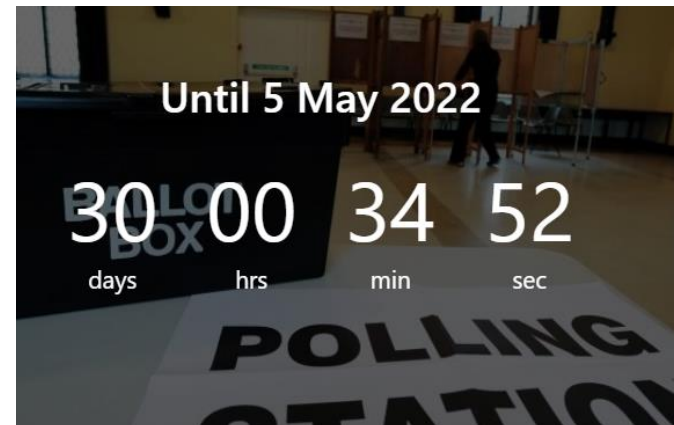 Until 5 May 2022
30 00 34 52
days hrs min sec
BALLOT
BOX
POLLING
STATION